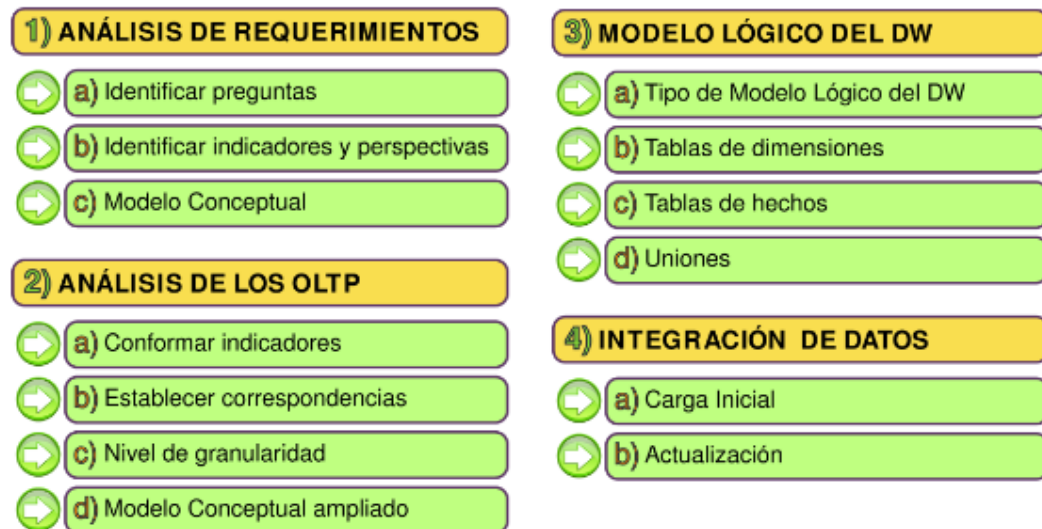 1) ANÁLISIS DE REQUERIMIENTOS
a) Identificar preguntas
b) Identificar indicadores y perspectivas
c) Modelo Conceptual
2) ANÁLISIS DE LOS OLTP
a) Conformar indicadores
b) Establecer correspondencias
c) Nivel de granularidad
d) Modelo Conceptual ampliado
3) MODELO LÓGICO DEL DW
a) Tipo de Modelo Lógico del DW
b) Tablas de dimensiones
c) Tablas de hechos
d) Uniones
4) INTEGRACIÓN DE DATOS
a) Carga Inicial
b) Actualización